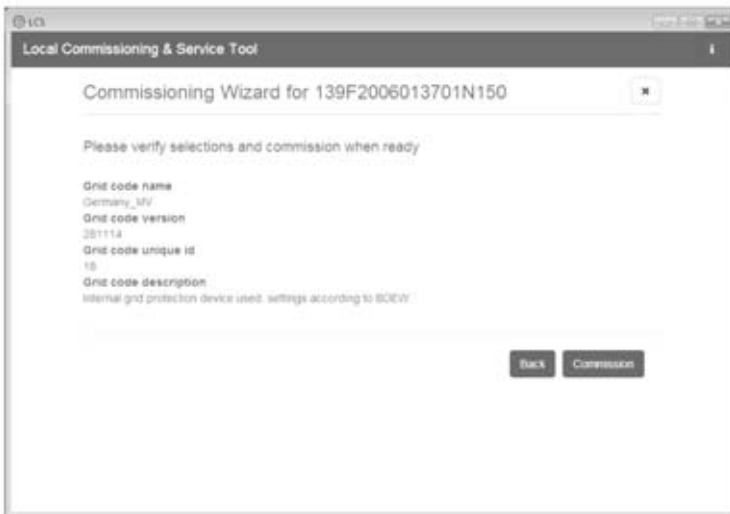 LCS
Local Commissioning & Service Tool
i
Commissioning Wizard for 139F2006013701N150
Please verify selections and commission when ready
Grid code name
Germany_MV
Grid code version
281114
Grid code unique id
16
Grid code description
Internal grid protection device used. settings according to BDEW
Back
Commission